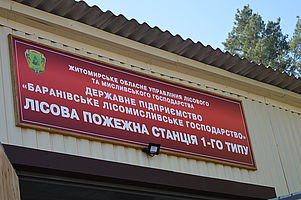 ЖИТОМИРСЬКЕ ОБЛАСНЕ УПРАВЛІННЯ ЛІСОВОГО
ТА МИСЛИВСЬКОГО ГОСПОДАРСТВА
ДЕРЖАВНЕ ПІДПРИЄМСТВО
«БАРАНІВСЬКЕ ЛІСОМИСЛИВСЬКЕ ГОСПОДАРСТВО»
ЛІСОВА ПОЖЕЖНА СТАНЦІЯ 1-ГО ТИПУ